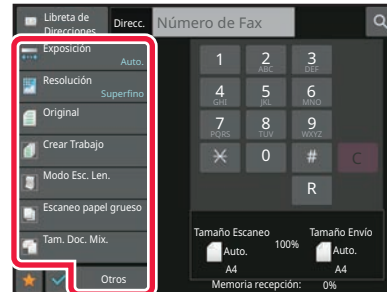 Libreta de
Direcciones
Direcc.
Número de Fax
Exposición
Auto.
Resolución
Superfino
Original
Crear Trabajo
Modo Esc. Len.
Escaneo papel grueso
Tam. Doc. Mix.
Otros
1
2
ABC
3
DEF
4
GHI
5
JKL
6
MNO
7
PQRS
8
TUV
9
WXYZ
0
#
C
R
Tamaño Escaneo
Tamaño Envío
Auto.
100%
Auto.
A4
A4
Memoria recepción: 0%